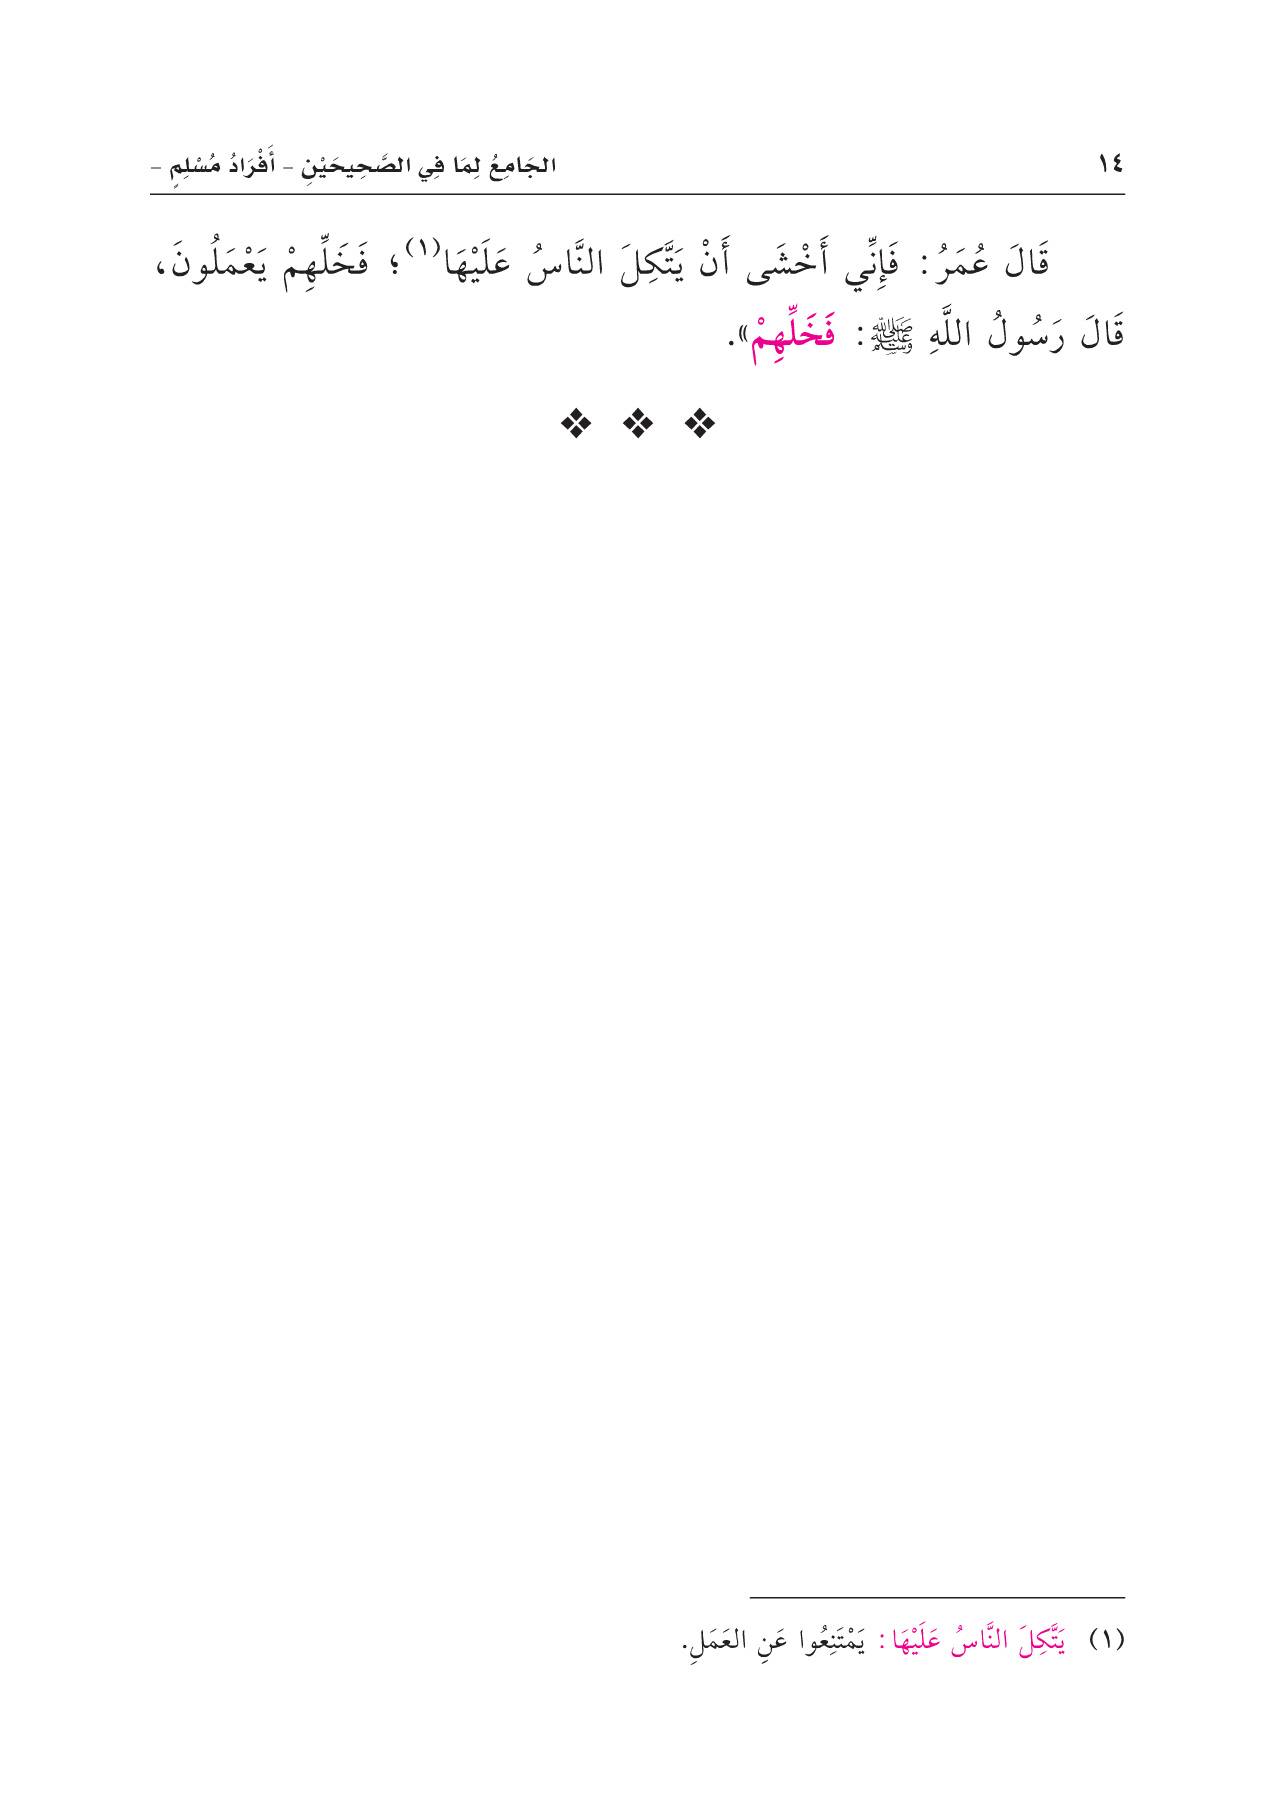 ١٤
الجَامِعُ لِمَا فِي الصَّحِيحَيْنِ – أَفْرَادُ مُسْلِمٍ –
قَالَ عُمَرُ: فَإِنِّي أَخْشَى أَنْ يَتَّكِلَ النَّاسُ عَلَيْهَا(١)؛ فَخَلِّهِمْ يَعْمَلُونَ،
قَالَ رَسُولُ اللَّهِ ﷺ: فَخَلِّهِمْ».
❖ ❖ ❖
(١) يَتَّكِلَ النَّاسُ عَلَيْهَا: يَمْتَنِعُوا عَنِ العَمَلِ.